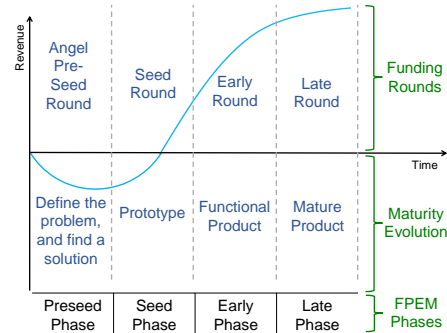 Revenue
Angel
Pre-
Seed
Round
Seed
Round
Early
Round
Late
Round
Funding
Rounds
Time
Define the
problem,
and find a
solution
Prototype
Functional
Product
Mature
Product
Maturity
Evolution
Preseed
Phase
Seed
Phase
Early
Phase
Late
Phase
FPEM
Phases